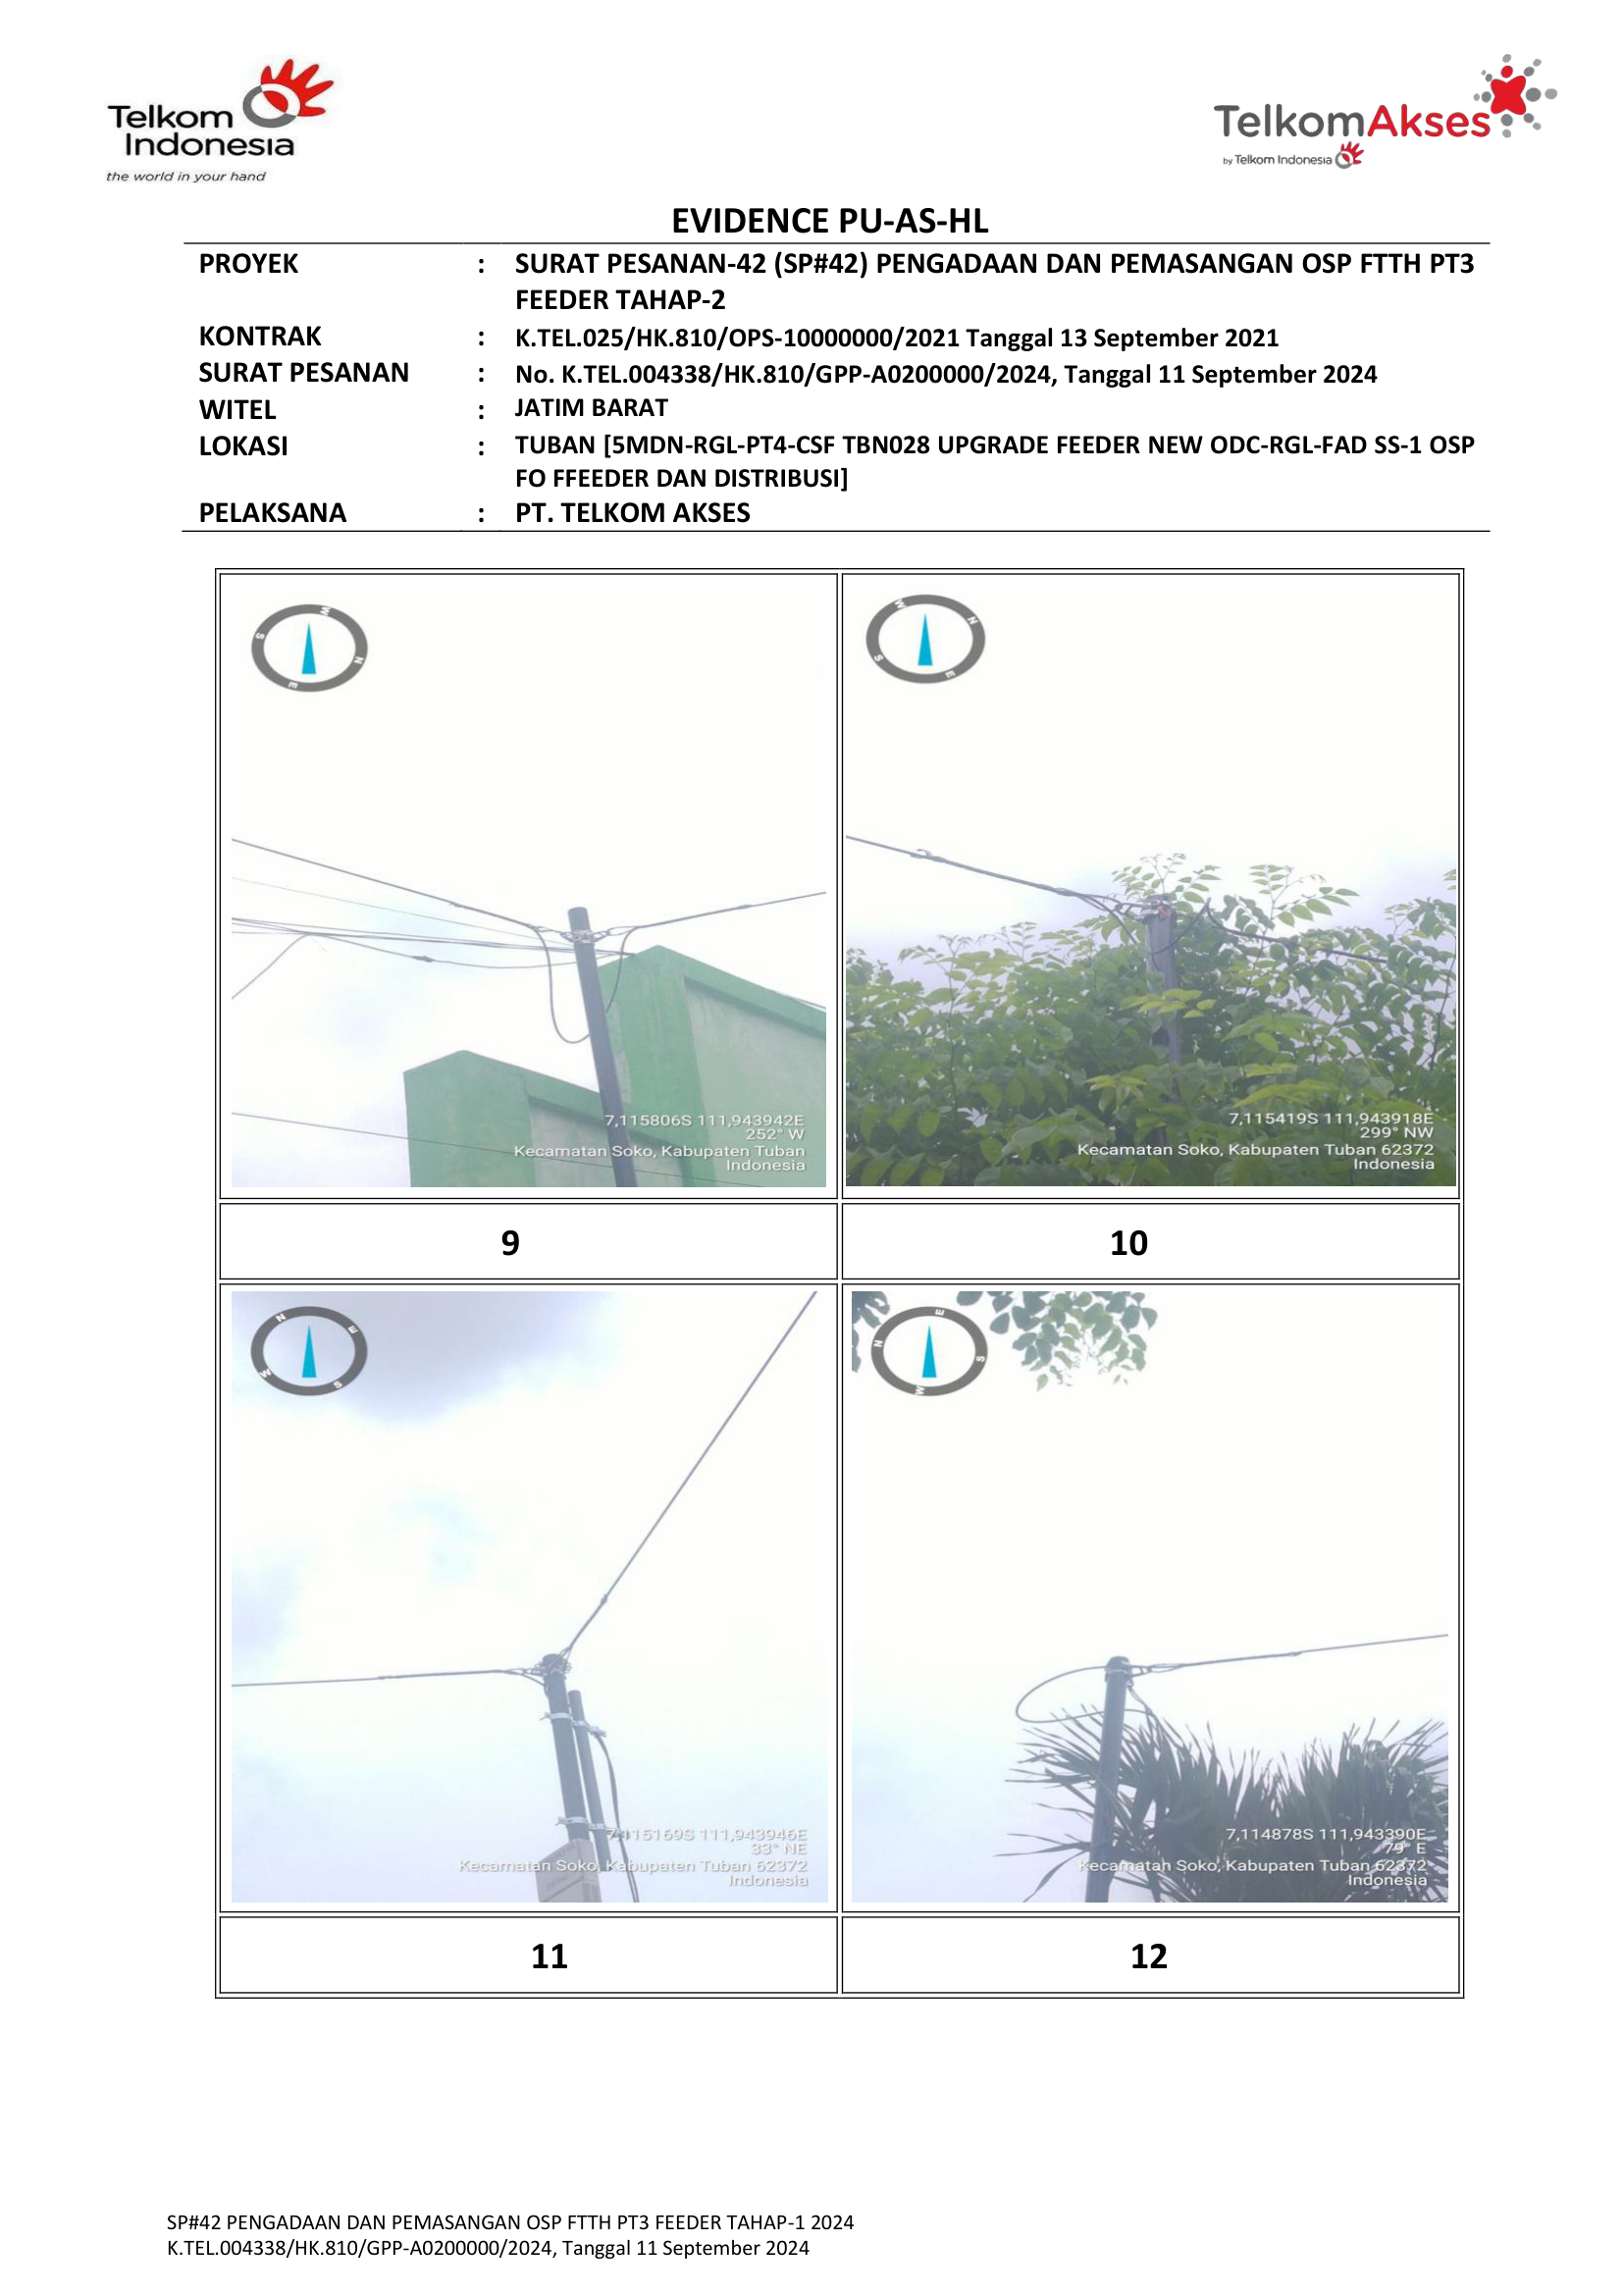 Telkom
Indonesia
the world in your hand
TelkomAkses
by Telkom Indonesia
EVIDENCE PU-AS-HL
PROYEK : SURAT PESANAN-42 (SP#42) PENGADAAN DAN PEMASANGAN OSP FTTH PT3
FEEDER TAHAP-2
KONTRAK : K.TEL.025/HK.810/OPS-10000000/2021 Tanggal 13 September 2021
SURAT PESANAN : No. K.TEL.004338/HK.810/GPP-A0200000/2024, Tanggal 11 September 2024
WITEL : JATIM BARAT
LOKASI : TUBAN [5MDN-RGL-PT4-CSF TBN028 UPGRADE FEEDER NEW ODC-RGL-FAD SS-1 OSP
FO FFEEDER DAN DISTRIBUSI]
PELAKSANA : PT. TELKOM AKSES
W
S
N
E
7,115806S 111,943942E
252° W
Kecamatan Soko, Kabupaten Tuban
Indonesia
W
N
S
E
7,115419S 111,943918E
299° NW
Kecamatan Soko, Kabupaten Tuban 62372
Indonesia
9
10
N
E
W
S
7,115169S 111,943946E
33° NE
Kecamatan Soko, Kabupaten Tuban 62372
Indonesia
E
N
S
W
7,114878S 111,943390E
79° E
Kecamatan Soko, Kabupaten Tuban 62372
Indonesia
11
12
SP#42 PENGADAAN DAN PEMASANGAN OSP FTTH PT3 FEEDER TAHAP-1 2024
K.TEL.004338/HK.810/GPP-A0200000/2024, Tanggal 11 September 2024